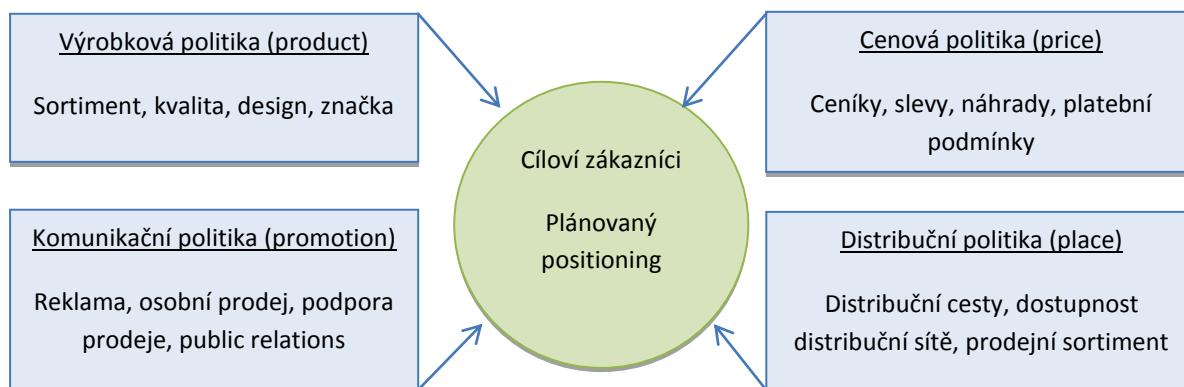 Výrobková politika (product)
Sortiment, kvalita, design, značka
Cenová politika (price)
Ceníky, slevy, náhrady, platební
podmínky
Cíloví zákazníci
Plánovaný
positioning
Komunikační politika (promotion)
Reklama, osobní prodej, podpora
prodeje, public relations
Distribuční politika (place)
Distribuční cesty, dostupnost
distribuční sítě, prodejní sortiment